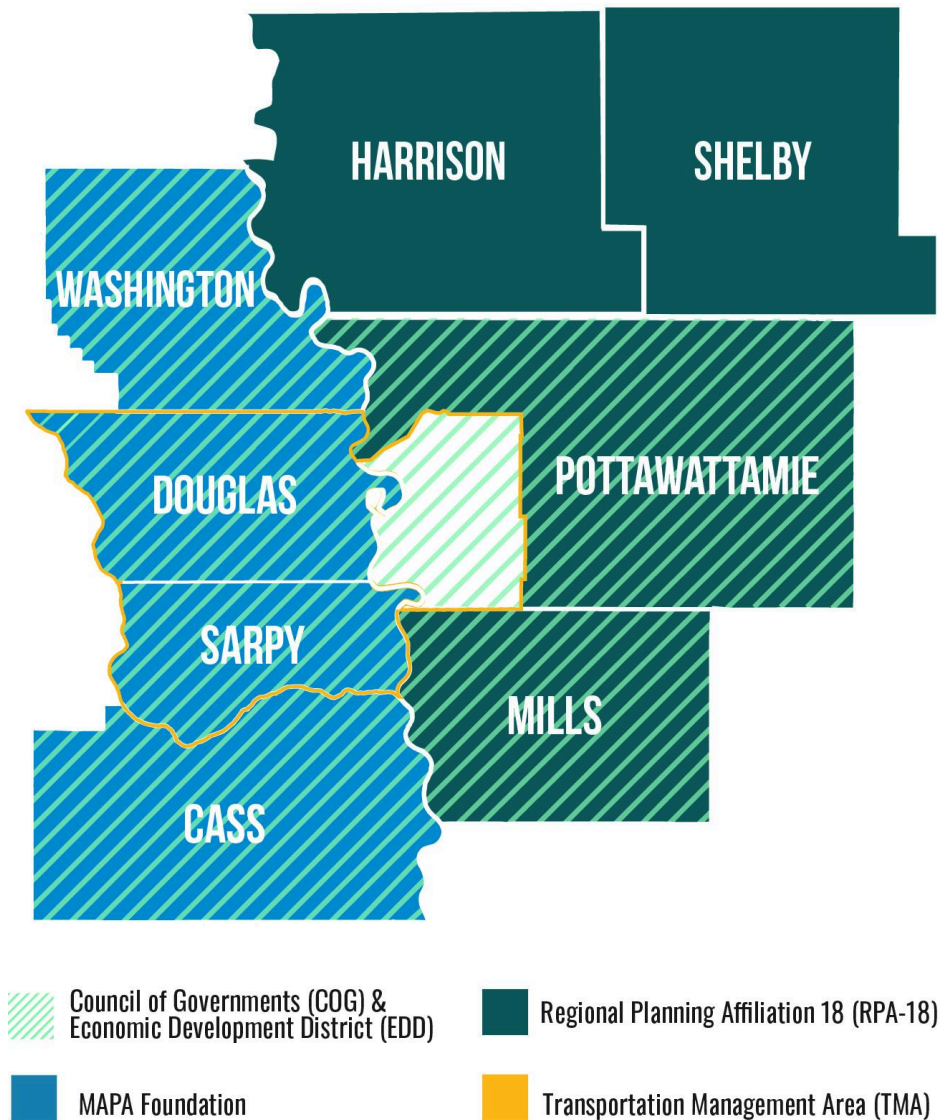 HARRISON
SHELBY
WASHINGTON
DOUGLAS
POTTAWATTAMIE
SARPY
MILLS
CASS
Council of Governments (COG) &
Economic Development District (EDD)
Regional Planning Affiliation 18 (RPA-18)
MAPA Foundation
Transportation Management Area (TMA)